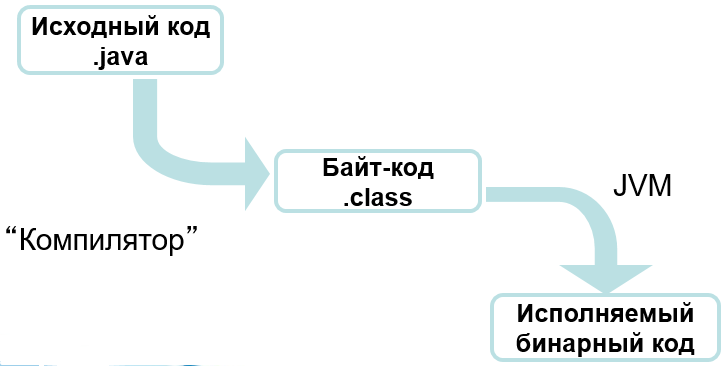 Исходный код
.java
Байт-код
.class
JVM
“Компилятор”
Исполняемый
бинарный код